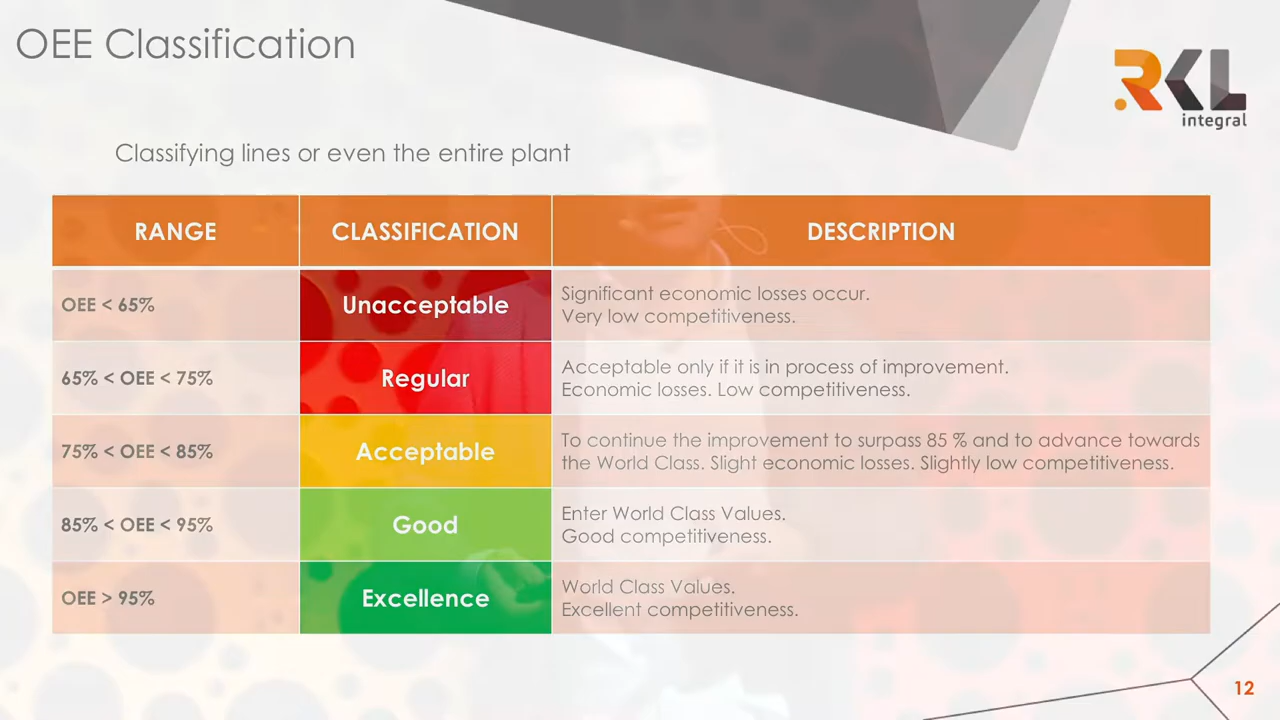 OEE Classification
RKL
integral
Classifying lines or even the entire plant
RANGE
CLASSIFICATION
DESCRIPTION
OEE < 65%
Unacceptable
Significant economic losses occur.
Very low competitiveness.
65% < OEE < 75%
Regular
Acceptable only if it is in process of improvement.
Economic losses. Low competitiveness.
75% < OEE < 85%
Acceptable
To continue the improvement to surpass 85 % and to advance towards
the World Class. Slight economic losses. Slightly low competitiveness.
85% < OEE < 95%
Good
Enter World Class Values.
Good competitiveness.
OEE > 95%
Excellence
World Class Values.
Excellent competitiveness.
12